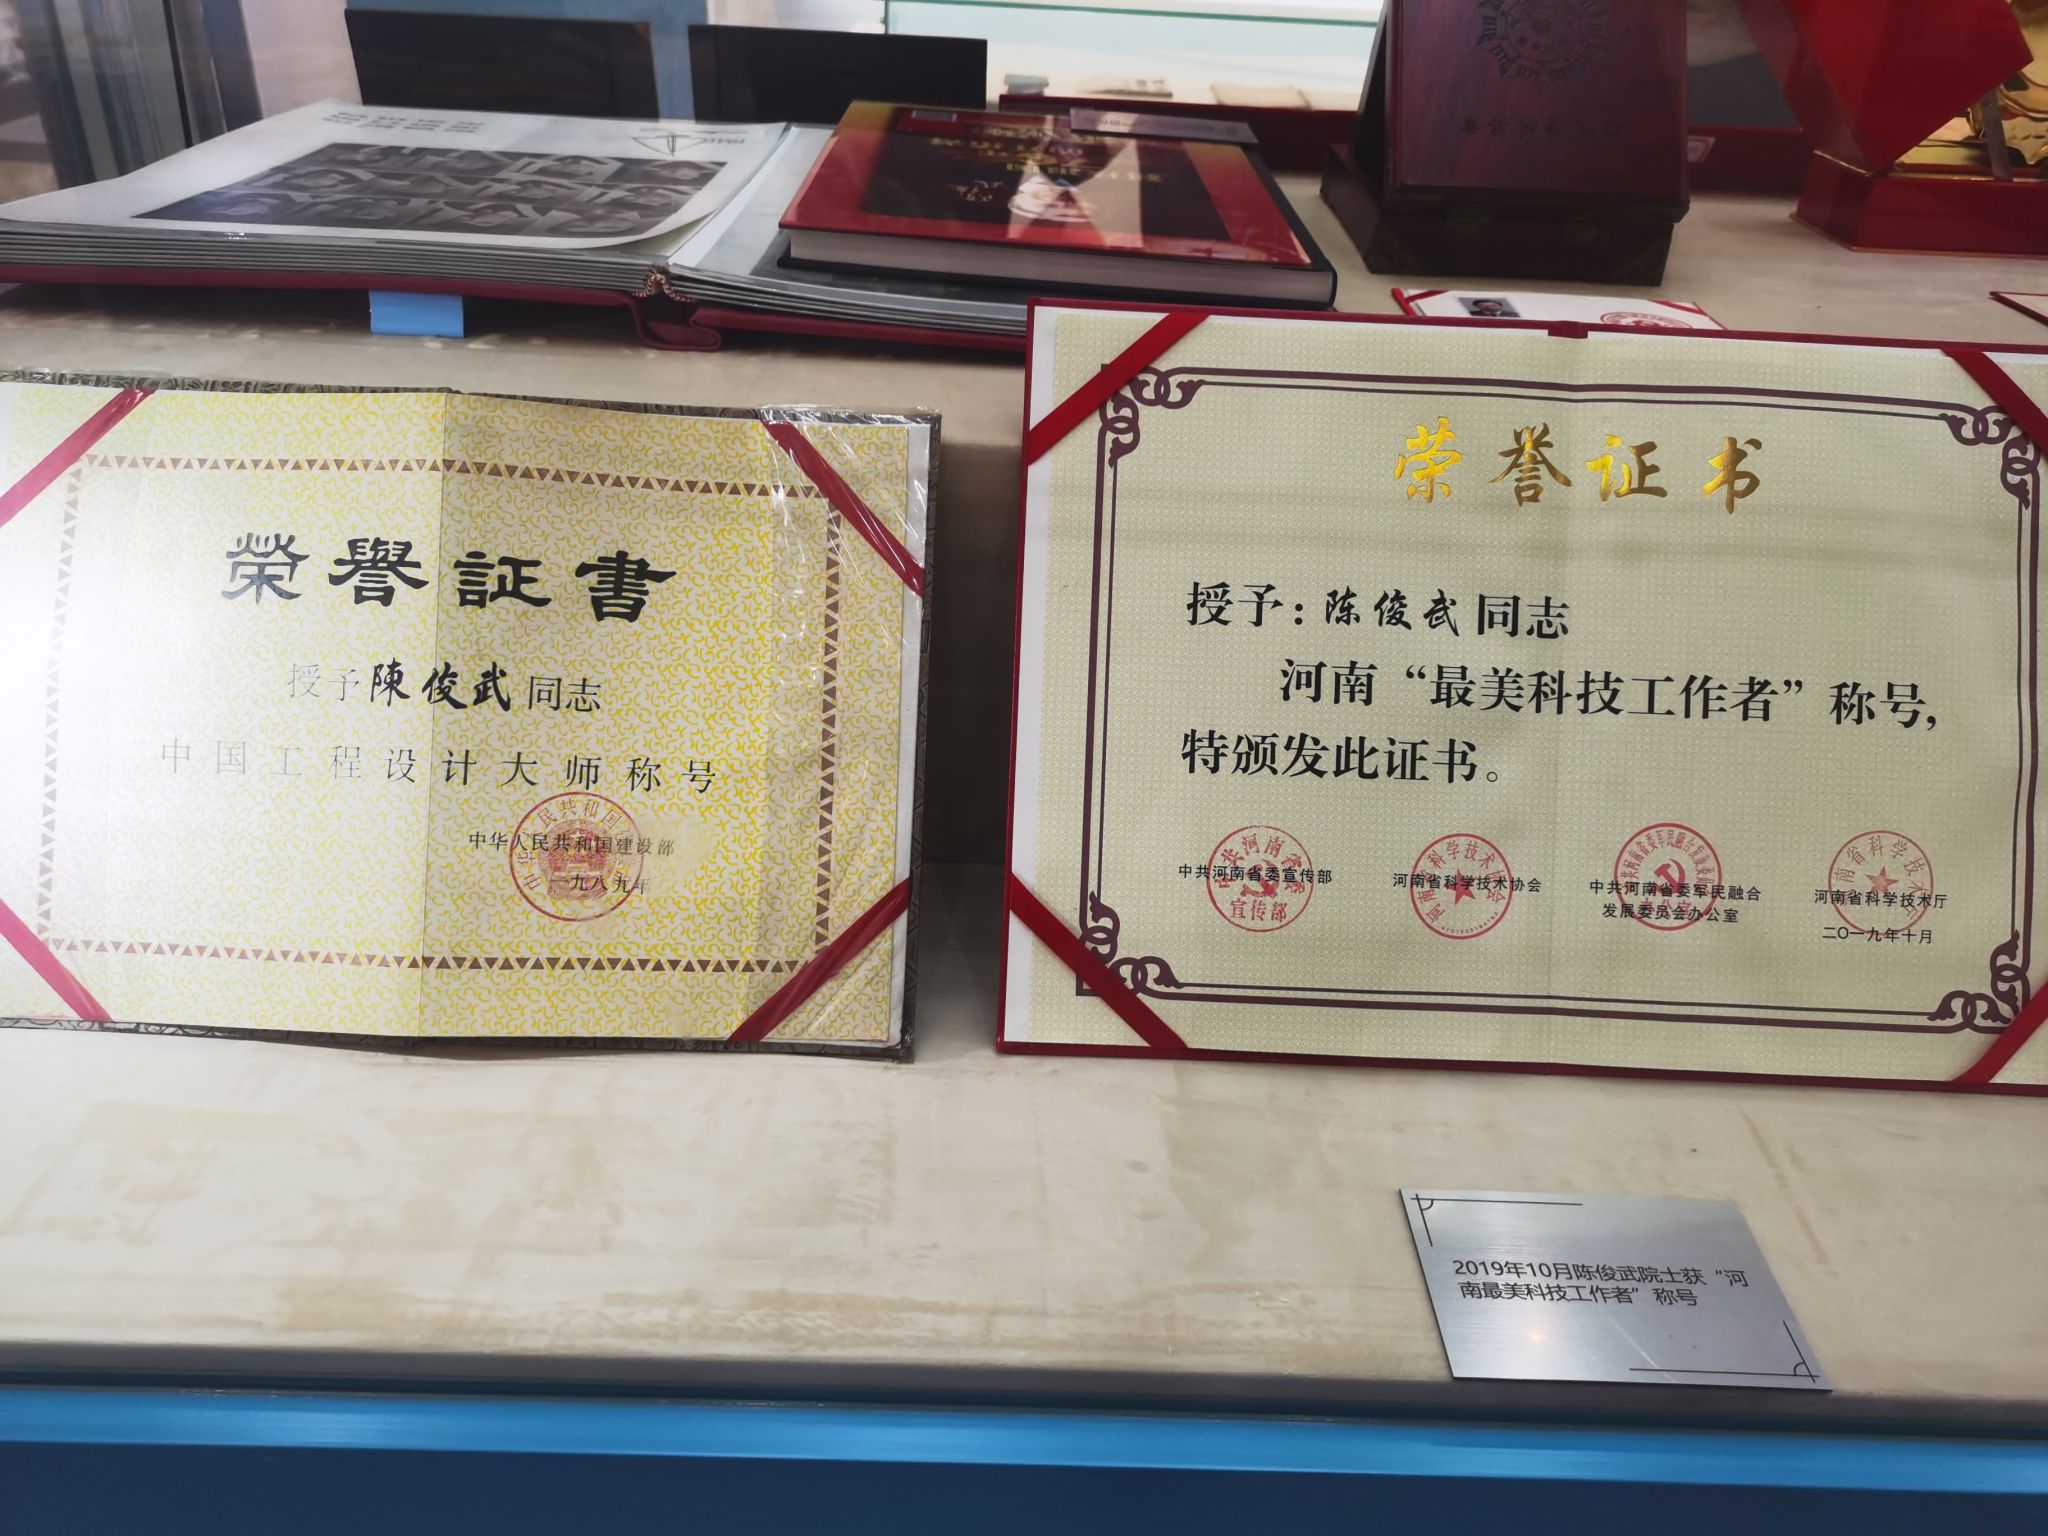 榮譽証書
授予陳俊武同志
中国工程设计大师称号
中华人民共和国建设部
一九八九年
荣誉证书
授予:陈俊武同志
河南“最美科技工作者”称号,
特颁发此证书。
中共河南省委宣传部
河南省科学技术协会
中共河南省委军民融合
发展委员会办公室
河南省科学技术厅
二〇一九年十月
2019年10月陈俊武院士获“河
南最美科技工作者”称号